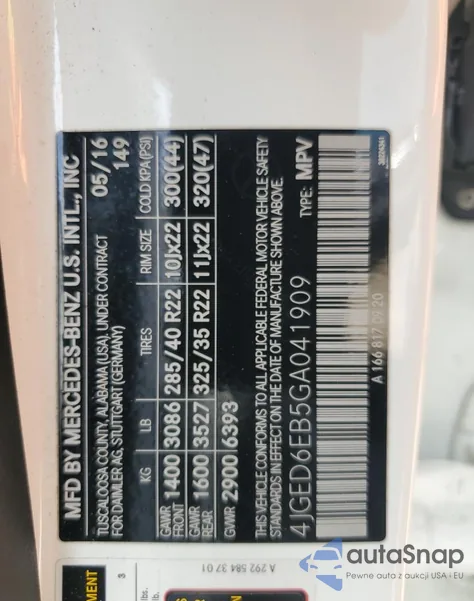 MFD BY MERCEDES-BENZ U.S. INTL., INC
TUSCALOOSA COUNTY, ALABAMA (USA), UNDER CONTRACT
FOR DAIMLER AG, STUTTGART (GERMANY)
05/16
149
KG LB TIRES RIM SIZE COLD KPA(PSI)
GAWR FRONT 1400 3086 285/40 R22 10Jx22 300(44)
GAWR REAR 1600 3527 325/35 R22 11Jx22 320(47)
GVWR 2900 6393
THIS VEHICLE CONFORMS TO ALL APPLICABLE FEDERAL MOTOR VEHICLE SAFETY
STANDARDS IN EFFECT ON THE DATE OF MANUFACTURE SHOWN ABOVE.
4JGED6EB5GA041909 TYPE: MPV
A 166 817 09 20
A 292 584 37 01
lbs.
lb.
autaSnap
Pewne auta z aukcji USA i EU